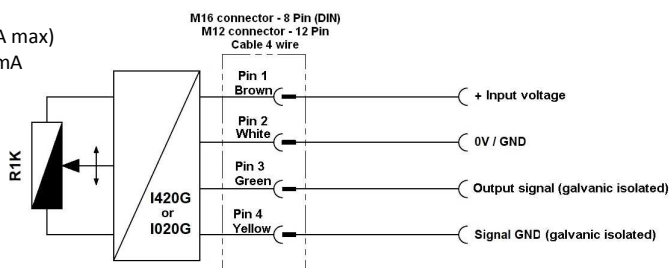 M16 connector - 8 Pin (DIN)
M12 connector - 12 Pin
Cable 4 wire
A max)
mA
Pin 1
Brown
+ Input voltage
Pin 2
White
0V / GND
R1K
Pin 3
Green
Output signal (galvanic isolated)
I420G
or
I020G
Pin 4
Yellow
Signal GND (galvanic isolated)